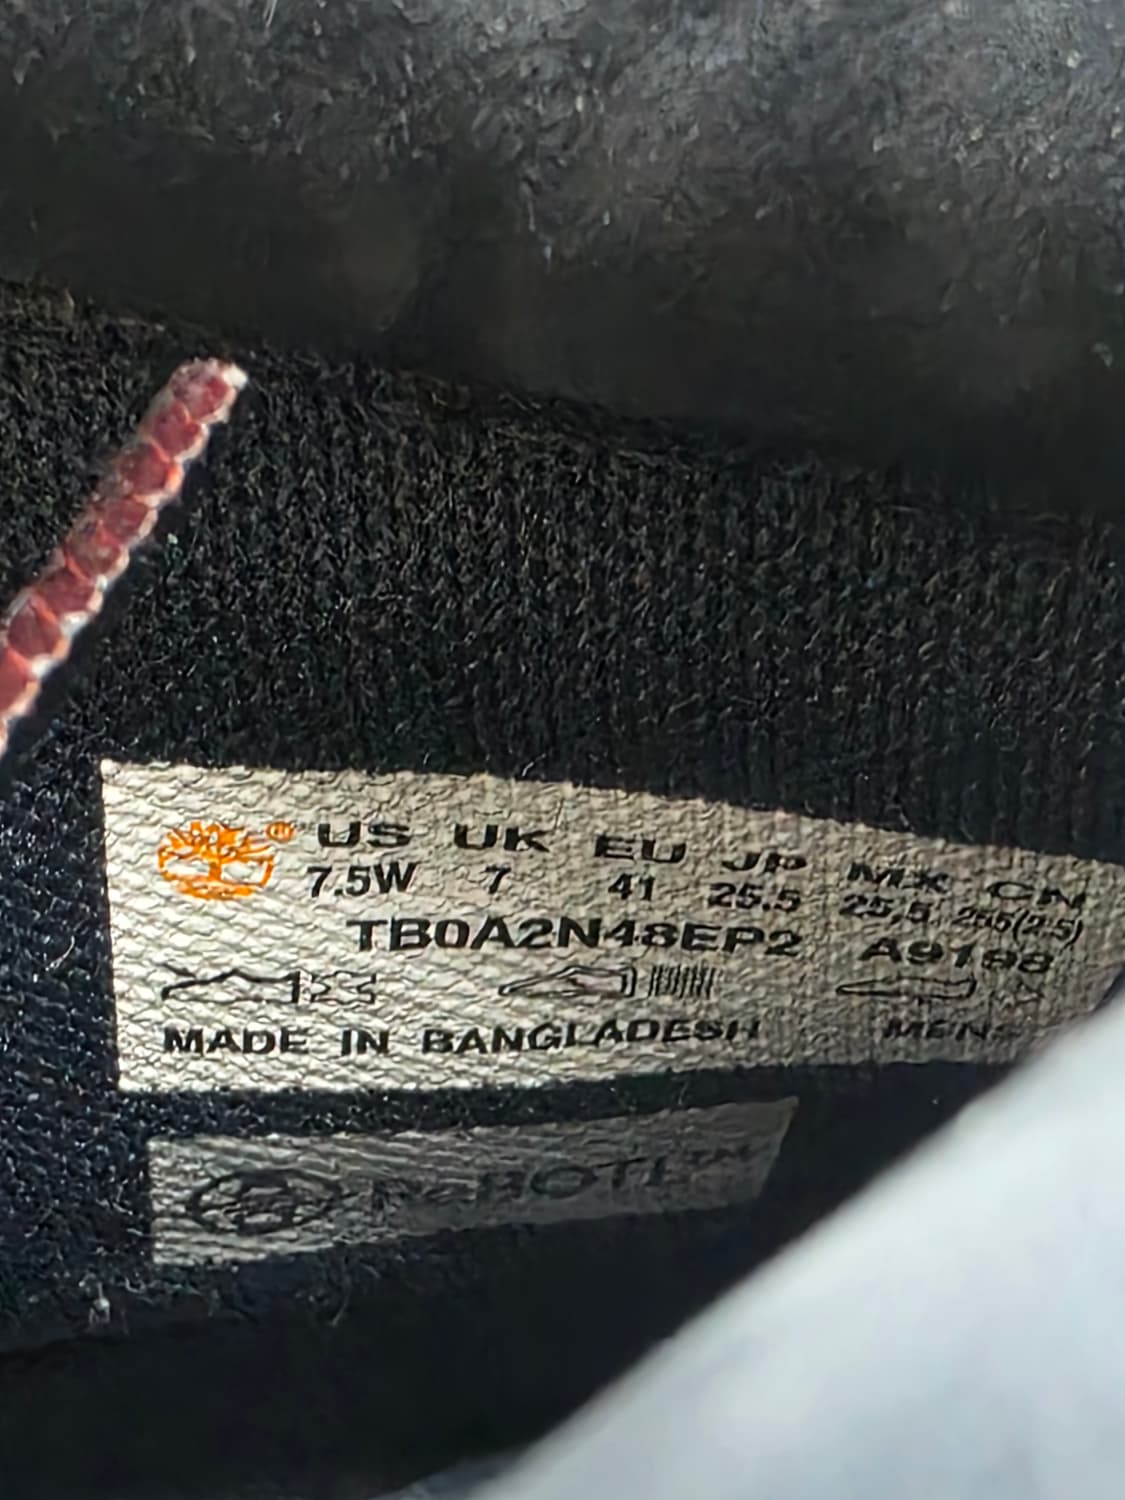 ® US UK EU JP MX CN
7.5W 7 41 25.5 25.5 255(2.5)
TB0A2N48EP2 A9198
MADE IN BANGLADESH MENS
ReBOTL™